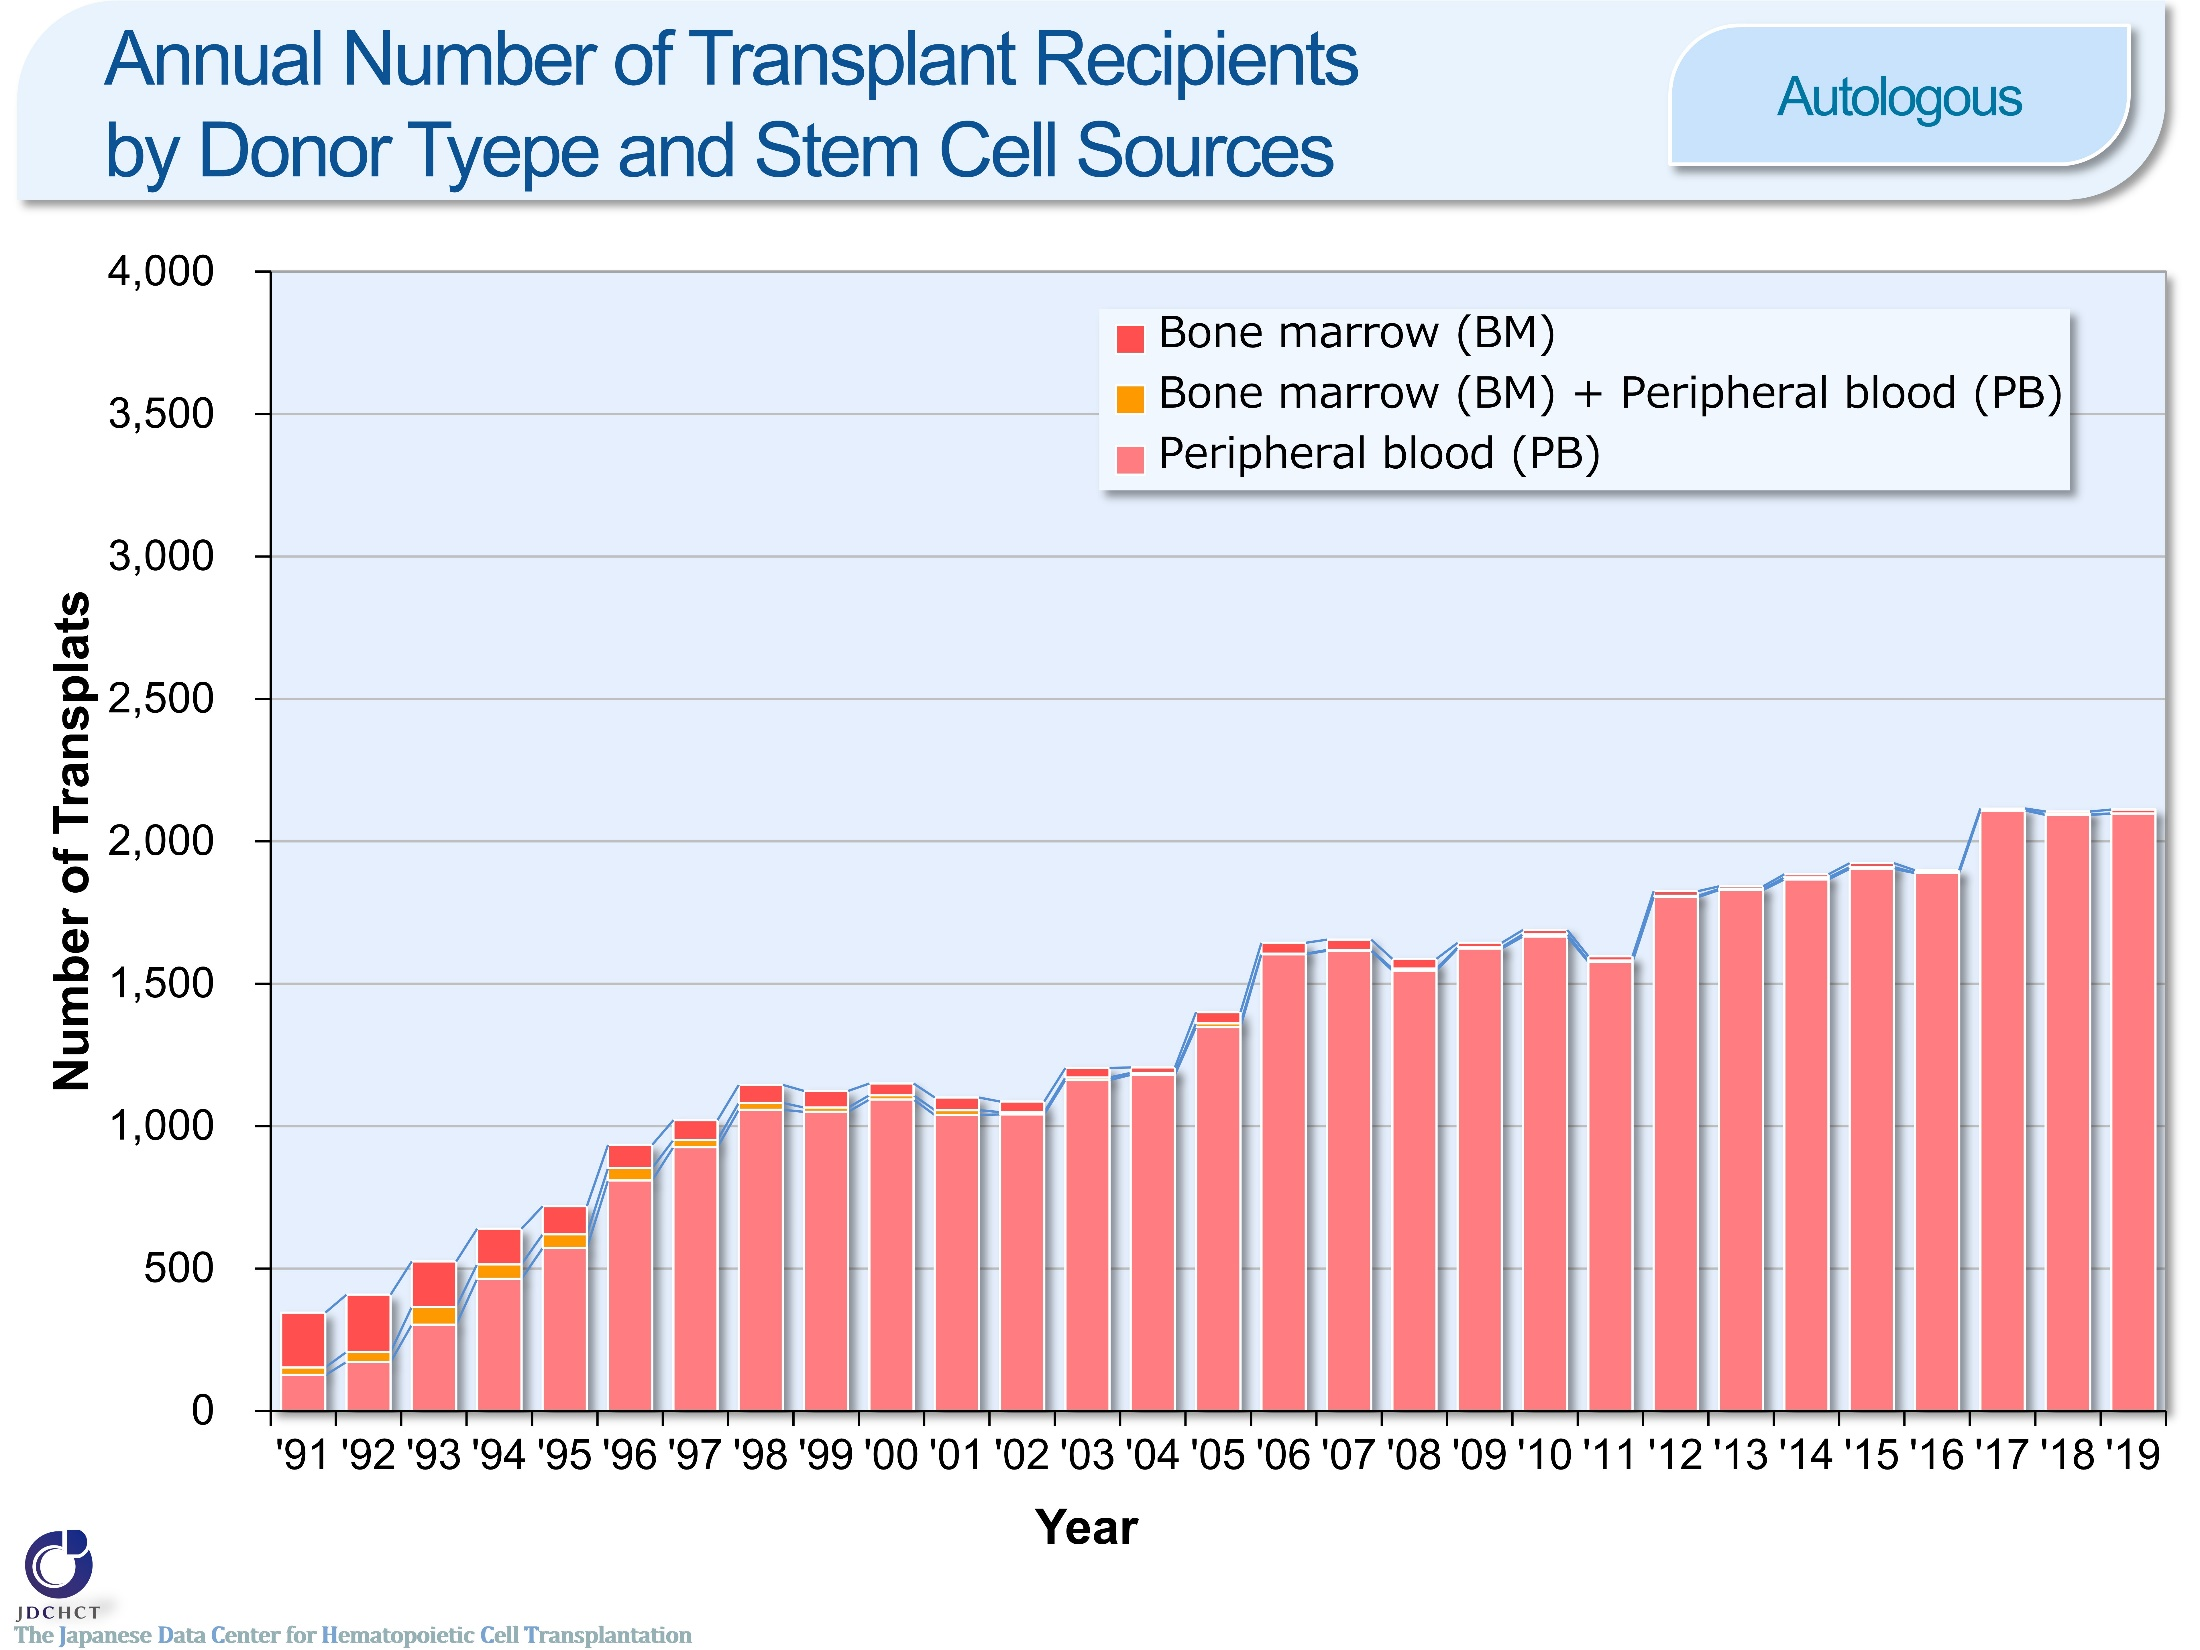 Annual Number of Transplant Recipients
by Donor Tyepe and Stem Cell Sources
Autologous
4,000
3,500
3,000
2,500
2,000
1,500
1,000
500
0
Number of Transplats
Bone marrow (BM)
Bone marrow (BM) + Peripheral blood (PB)
Peripheral blood (PB)
'91 '92 '93 '94 '95 '96 '97 '98 '99 '00 '01 '02 '03 '04 '05 '06 '07 '08 '09 '10 '11 '12 '13 '14 '15 '16 '17 '18 '19
Year
JDCHCT
The Japanese Data Center for Hematopoietic Cell Transplantation